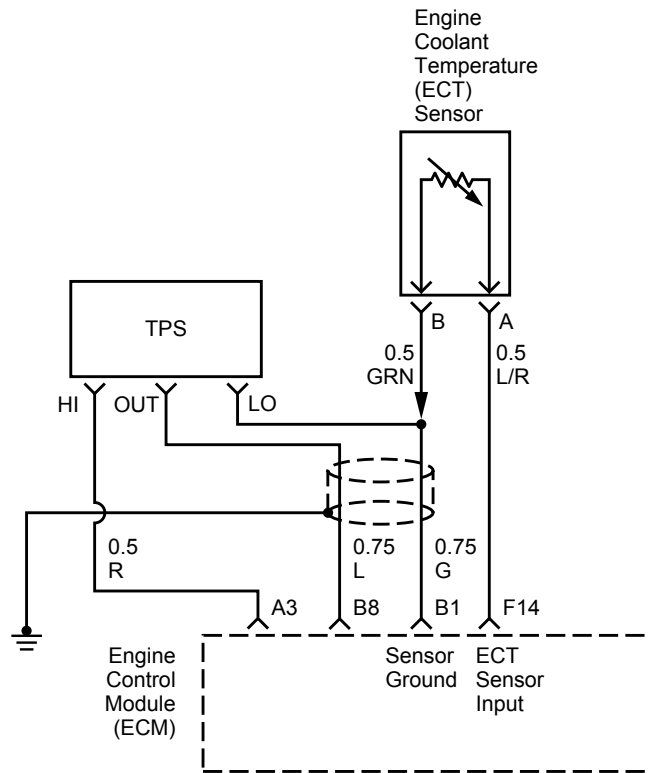 Engine
Coolant
Temperature
(ECT)
Sensor
TPS
HI
OUT
LO
B
A
0.5
GRN
0.5
L/R
0.5
R
0.75
L
0.75
G
A3
B8
B1
F14
Engine
Control
Module
(ECM)
Sensor
Ground
ECT
Sensor
Input